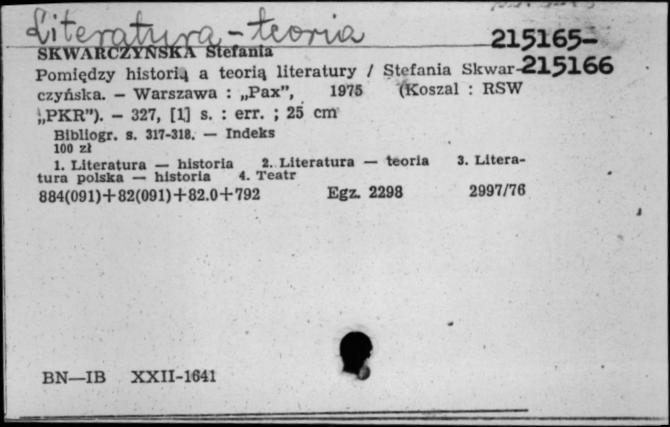 Literatura - teoria
215165-
SKWARCZYŃSKA Stefania
Pomiędzy historią a teorią literatury / Stefania Skwar-
215166
czyńska. — Warszawa : „Pax”, 1975 (Koszal : RSW
„PKR”). — 327, [1] s. : err. ; 25 cm
Bibliogr. s. 317-318. — Indeks
100 zł
1. Literatura — historia 2. Literatura — teoria 3. Litera-
tura polska — historia 4. Teatr
884(091)+82(091)+82.0+792 Egz. 2298 2997/76
BN—IB XXII-1641